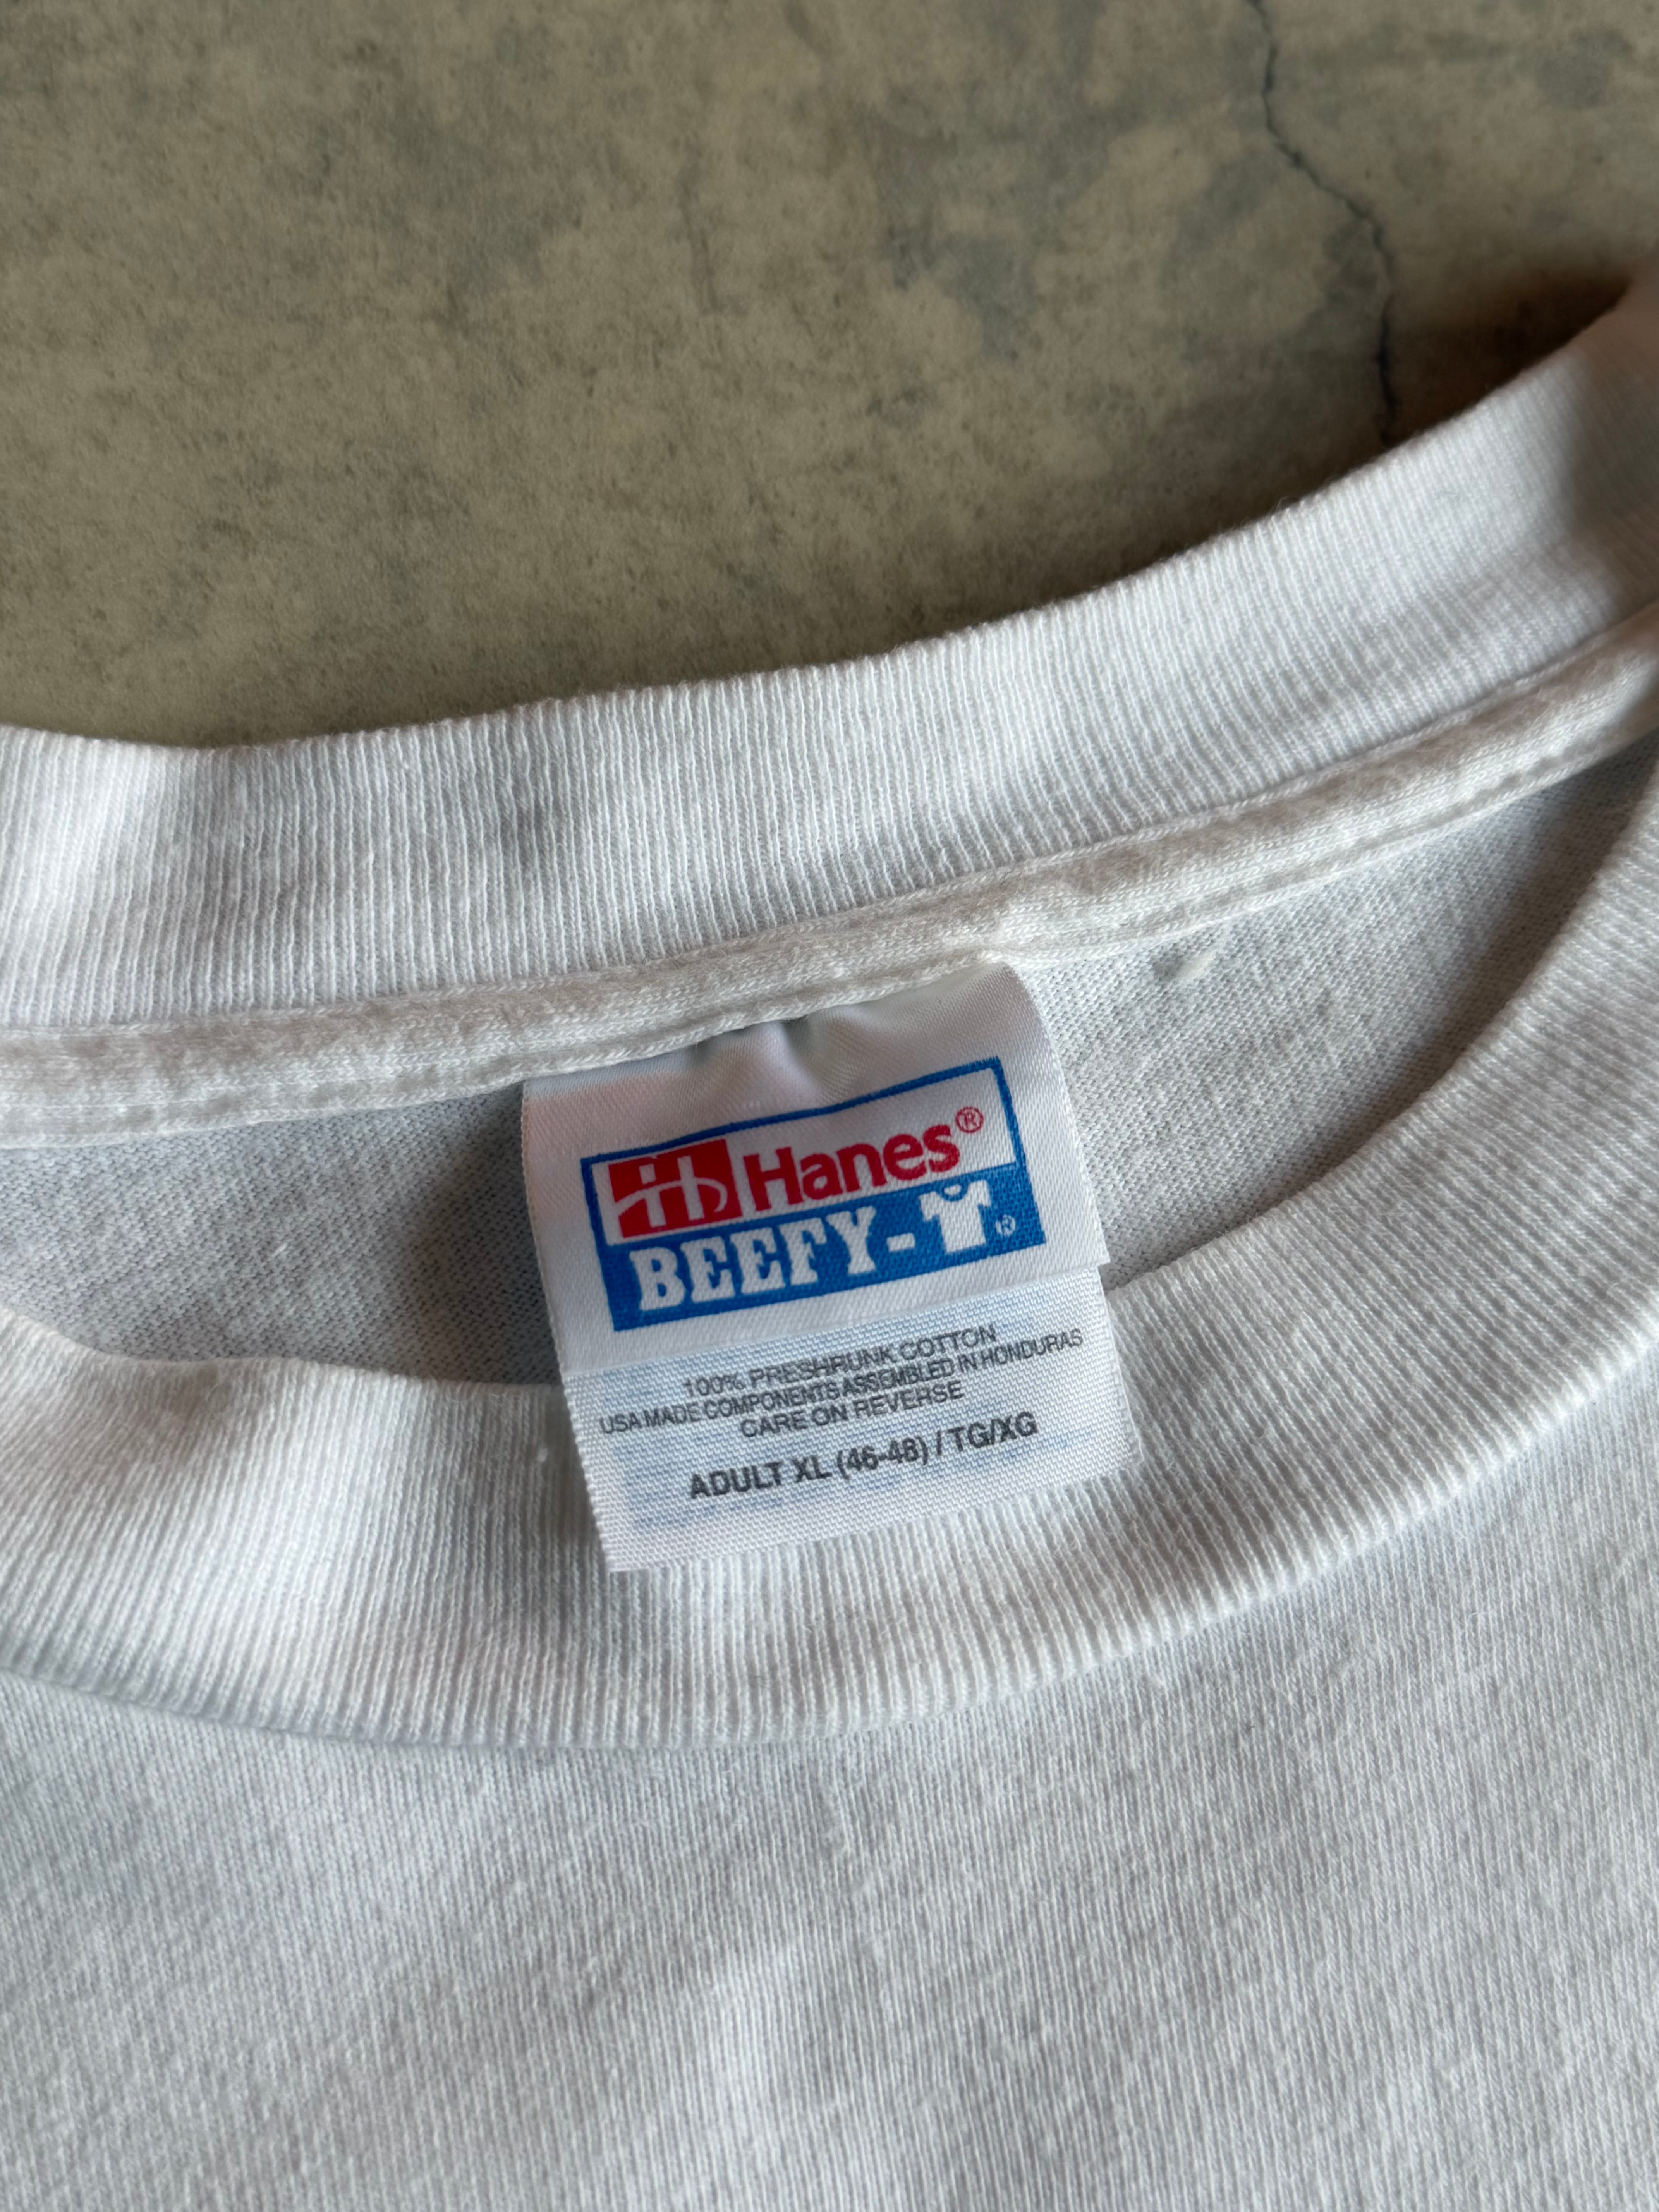 Hanes®
BEEFY-T®
100% PRESHRUNK COTTON
USA MADE COMPONENTS ASSEMBLED IN HONDURAS
CARE ON REVERSE
ADULT XL (46-48) / TG/XG